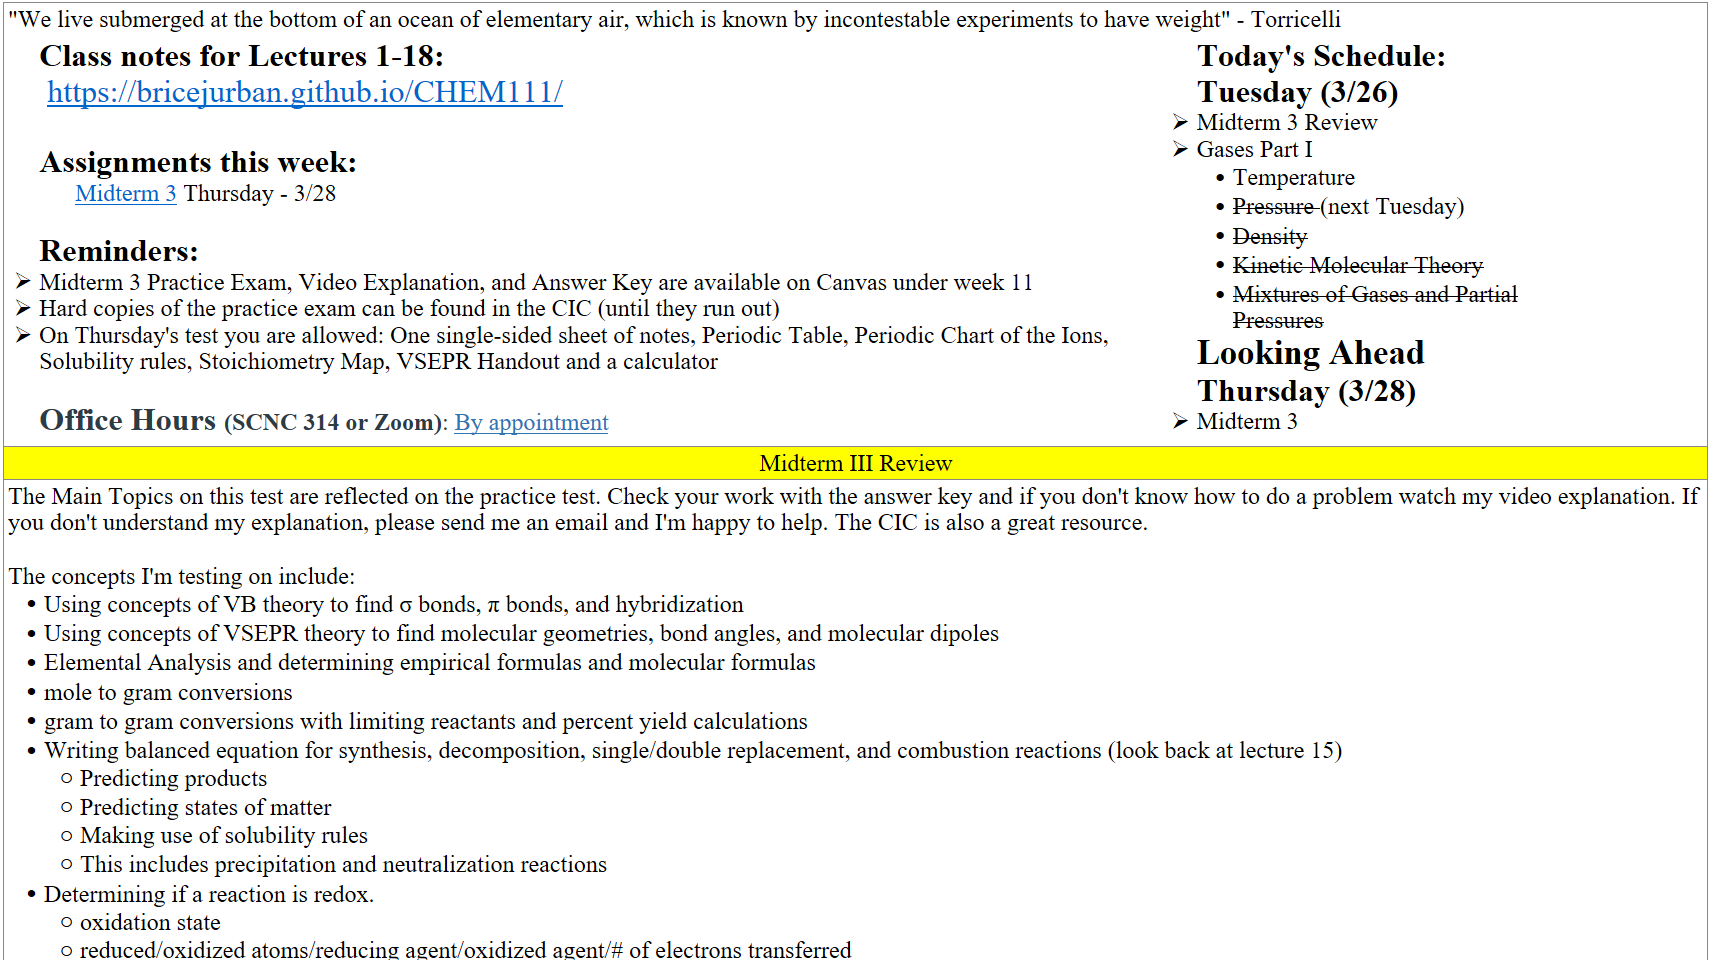 "We live submerged at the bottom of an ocean of elementary air, which is known by incontestable experiments to have weight" - Torricelli
Class notes for Lectures 1-18:
https://bricejurban.github.io/CHEM111/
Assignments this week:
Midterm 3 Thursday - 3/28
Reminders:
➢ Midterm 3 Practice Exam, Video Explanation, and Answer Key are available on Canvas under week 11
➢ Hard copies of the practice exam can be found in the CIC (until they run out)
➢ On Thursday's test you are allowed: One single-sided sheet of notes, Periodic Table, Periodic Chart of the Ions,
Solubility rules, Stoichiometry Map, VSEPR Handout and a calculator
Office Hours (SCNC 314 or Zoom): By appointment
Today's Schedule:
Tuesday (3/26)
➢ Midterm 3 Review
➢ Gases Part I
• Temperature
• Pressure (next Tuesday)
• Density
• Kinetic Molecular Theory
• Mixtures of Gases and Partial
Pressures
Looking Ahead
Thursday (3/28)
➢ Midterm 3
Midterm III Review
The Main Topics on this test are reflected on the practice test. Check your work with the answer key and if you don't know how to do a problem watch my video explanation. If
you don't understand my explanation, please send me an email and I'm happy to help. The CIC is also a great resource.
The concepts I'm testing on include:
• Using concepts of VB theory to find σ bonds, π bonds, and hybridization
• Using concepts of VSEPR theory to find molecular geometries, bond angles, and molecular dipoles
• Elemental Analysis and determining empirical formulas and molecular formulas
• mole to gram conversions
• gram to gram conversions with limiting reactants and percent yield calculations
• Writing balanced equation for synthesis, decomposition, single/double replacement, and combustion reactions (look back at lecture 15)
○ Predicting products
○ Predicting states of matter
○ Making use of solubility rules
○ This includes precipitation and neutralization reactions
• Determining if a reaction is redox.
○ oxidation state
○ reduced/oxidized atoms/reducing agent/oxidized agent/# of electrons transferred